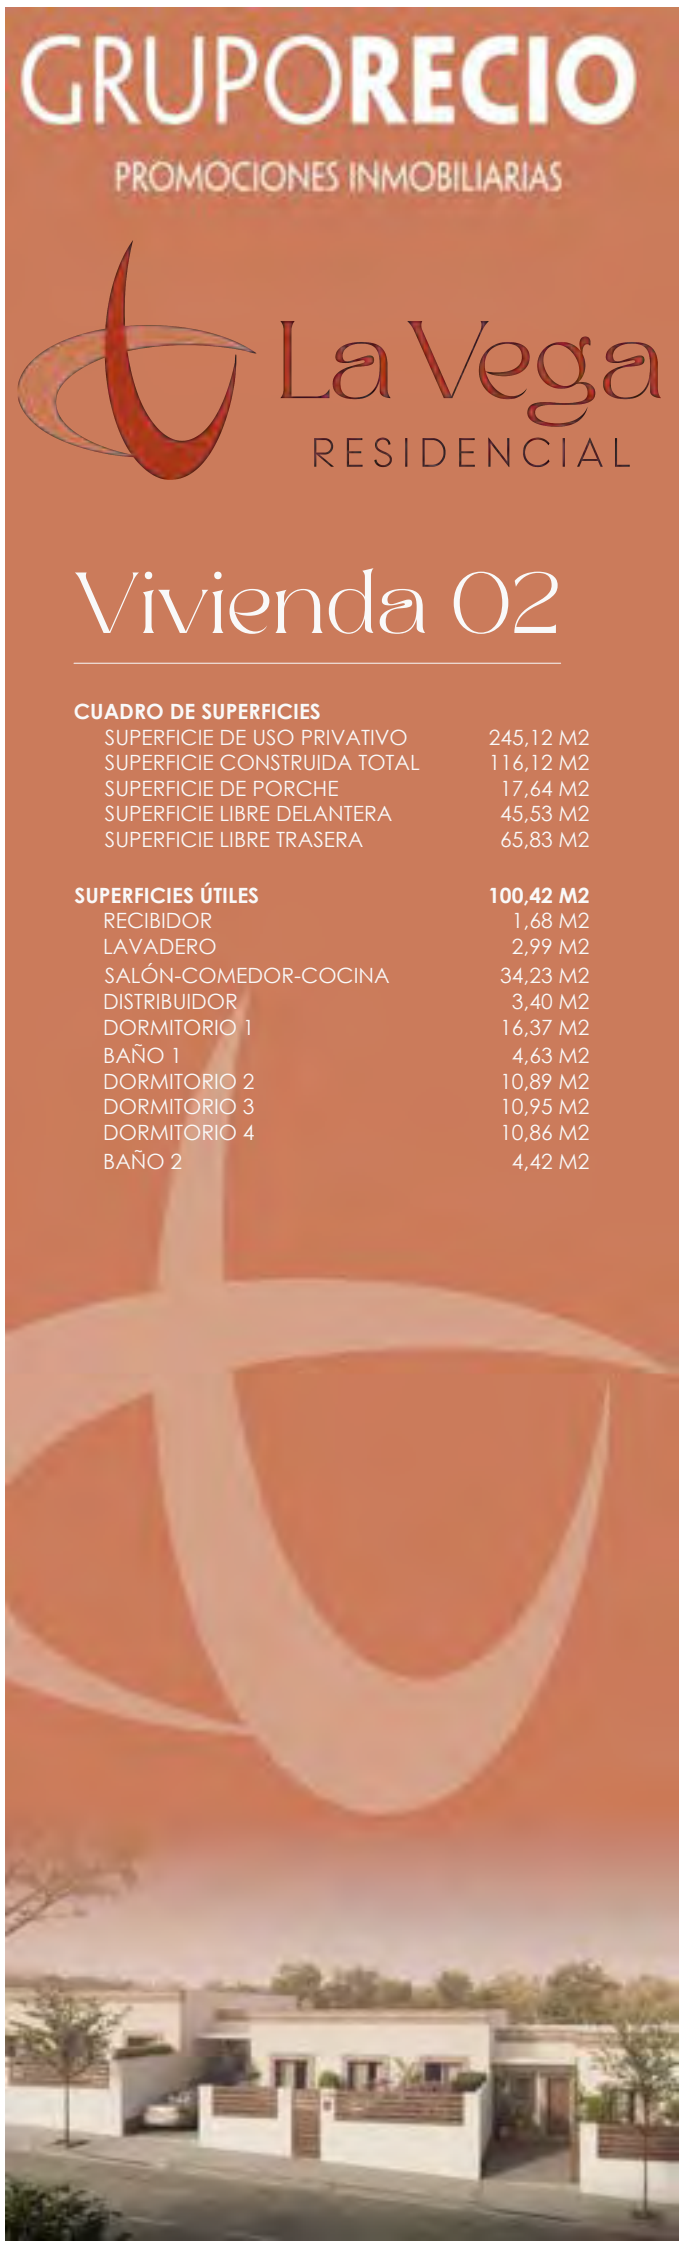 GRUPORECIO
PROMOCIONES INMOBILIARIAS
La Vega
RESIDENCIAL
Vivienda 02
CUADRO DE SUPERFICIES
SUPERFICIE DE USO PRIVATIVO 245,12 M2
SUPERFICIE CONSTRUIDA TOTAL 116,12 M2
SUPERFICIE DE PORCHE 17,64 M2
SUPERFICIE LIBRE DELANTERA 45,53 M2
SUPERFICIE LIBRE TRASERA 65,83 M2
SUPERFICIES ÚTILES 100,42 M2
RECIBIDOR 1,68 M2
LAVADERO 2,99 M2
SALÓN-COMEDOR-COCINA 34,23 M2
DISTRIBUIDOR 3,40 M2
DORMITORIO 1 16,37 M2
BAÑO 1 4,63 M2
DORMITORIO 2 10,89 M2
DORMITORIO 3 10,95 M2
DORMITORIO 4 10,86 M2
BAÑO 2 4,42 M2